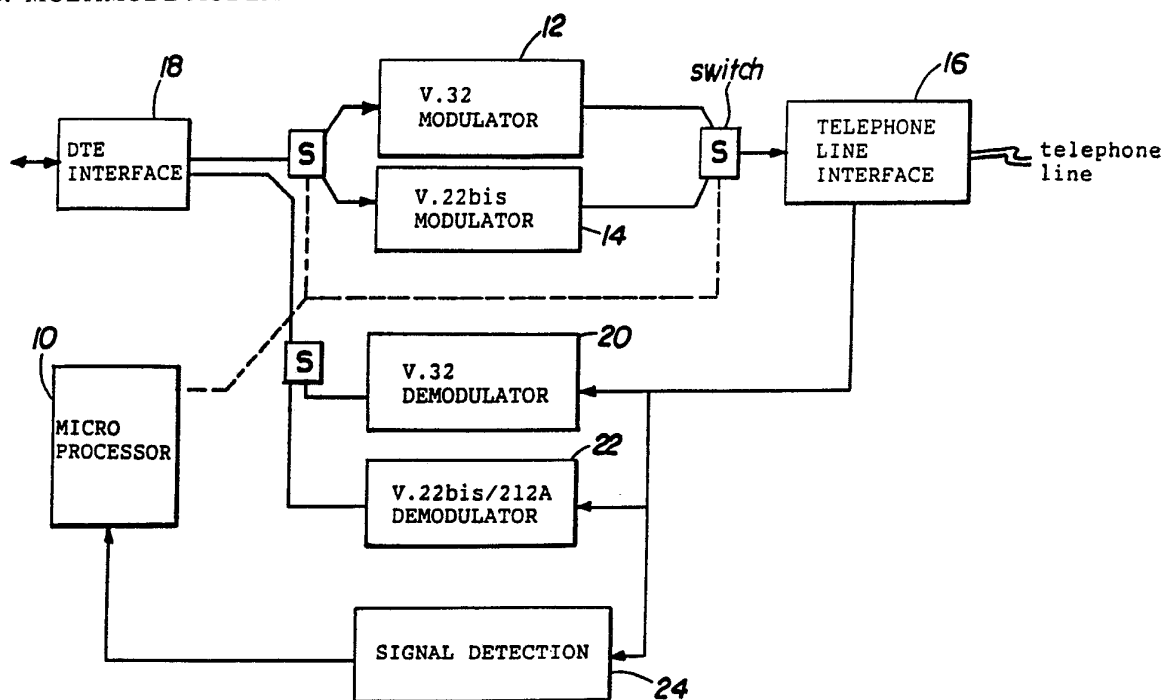 12
18
switch
16
DTE
INTERFACE
S
V.32
MODULATOR
S
TELEPHONE
LINE
INTERFACE
telephone
line
V.22bis
MODULATOR
14
10
20
S
V.32
DEMODULATOR
MICRO
PROCESSOR
22
V.22bis/212A
DEMODULATOR
SIGNAL DETECTION
24